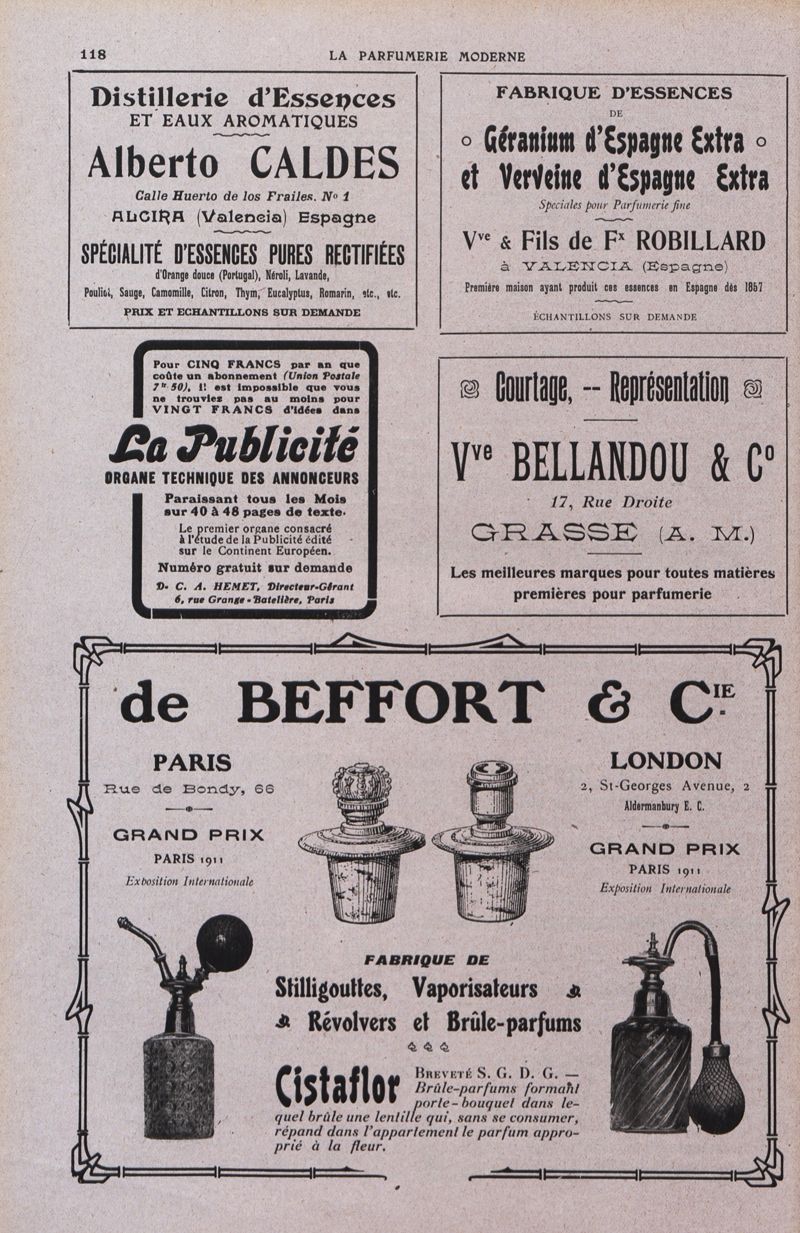 118
LA PARFUMERIE MODERNE
Distillerie d'Essences
ET EAUX AROMATIQUES
Alberto CALDES
Calle Huerto de los Frailes. Nº 1
ALCIRA (Valencia) Espagne
SPÉCIALITÉ D'ESSENCES PURES RECTIFIÉES
d'Orange douce (Portugal), Néroli, Lavande,
Pouliot, Sauge, Camomille, Citron, Thym, Eucalyptus, Romarin, etc., etc.
PRIX ET ECHANTILLONS SUR DEMANDE
FABRIQUE D'ESSENCES
DE
Géranium d'Espagne Extra
et VerVeine d'Espagne Extra
Speciales pour Parfumerie fine
Vve & Fils de Fx ROBILLARD
à VALENCIA (Espagne)
Première maison ayant produit ces essences en Espagne dès 1867
ÉCHANTILLONS SUR DEMANDE
Pour CINQ FRANCS par an que
coûte un abonnement (Union Postale
7 fr 50), il est impossible que vous
ne trouviez pas au moins pour
VINGT FRANCS d'idées dans
La Publicité
ORGANE TECHNIQUE DES ANNONCEURS
Paraissant tous les Mois
sur 40 à 48 pages de texte.
Le premier organe consacré
à l'étude de la Publicité édité
sur le Continent Européen.
Numéro gratuit sur demande
D. C. A. HEMET, Directeur-Gérant
6, rue Grange-Batelière, Paris
Courtage, -- Représentation
Vve BELLANDOU & Co
17, Rue Droite
GRASSE (A. M.)
Les meilleures marques pour toutes matières
premières pour parfumerie
de BEFFORT & CIE
PARIS
Rue de Bondy, 66
GRAND PRIX
PARIS 1911
Exposition Internationale
LONDON
2, St-Georges Avenue, 2
Aldermanbury E. C.
GRAND PRIX
PARIS 1911
Exposition Internationale
FABRIQUE DE
Stilligouttes, Vaporisateurs
Révolvers et Brûle-parfums
Cistaflor BREVETÉ S. G. D. G. —
Brûle-parfums formant
porte-bouquet dans le-
quel brûle une lentille qui, sans se consumer,
répand dans l'appartement le parfum appro-
prié à la fleur.